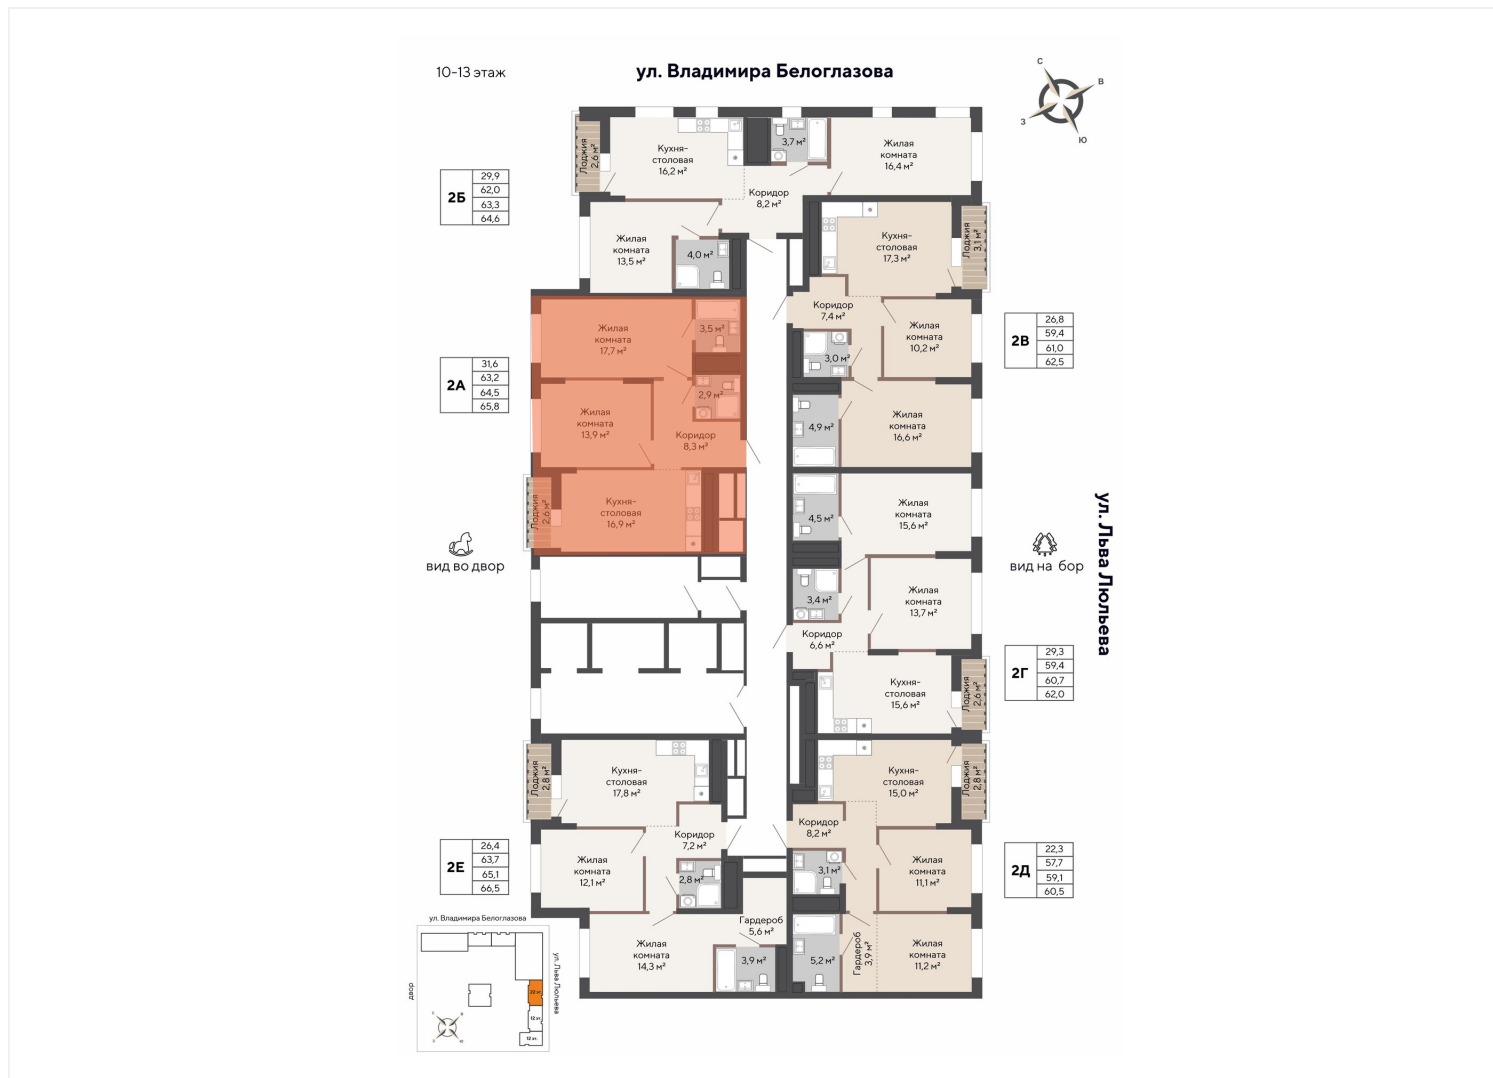 10-13 этаж
ул. Владимира Белоглазова
С
В
З
Ю
2Б
29,9
62,0
63,3
64,6
Лоджия
2,6 м²
Кухня-
столовая
16,2 м²
3,7 м²
Жилая
комната
16,4 м²
Коридор
8,2 м²
Жилая
комната
13,5 м²
4,0 м²
Кухня-
столовая
17,3 м²
Лоджия
3,1 м²
Коридор
7,4 м²
Жилая
комната
10,2 м²
3,0 м²
2В
26,8
59,4
61,0
62,5
4,9 м²
Жилая
комната
16,6 м²
2А
31,6
63,2
64,5
65,8
Жилая
комната
17,7 м²
3,5 м²
2,9 м²
Жилая
комната
13,9 м²
Коридор
8,3 м²
Лоджия
2,6 м²
Кухня-
столовая
16,9 м²
вид во двор
4,5 м²
Жилая
комната
15,6 м²
вид на бор
ул. Льва Люльева
3,4 м²
Жилая
комната
13,7 м²
Коридор
6,6 м²
Кухня-
столовая
15,6 м²
Лоджия
2,6 м²
2Г
29,3
59,4
60,7
62,0
Лоджия
2,8 м²
Кухня-
столовая
17,8 м²
Коридор
7,2 м²
Жилая
комната
12,1 м²
2,8 м²
2Е
26,4
63,7
65,1
66,5
Гардероб
5,6 м²
Жилая
комната
14,3 м²
3,9 м²
Кухня-
столовая
15,0 м²
Лоджия
2,8 м²
Коридор
8,2 м²
3,1 м²
Жилая
комната
11,1 м²
2Д
22,3
57,7
59,1
60,5
5,2 м²
Гардероб
3,9 м²
Жилая
комната
11,2 м²
ул. Владимира Белоглазова
ул. Льва Люльева
двор
22 эт.
12 эт.
12 эт.